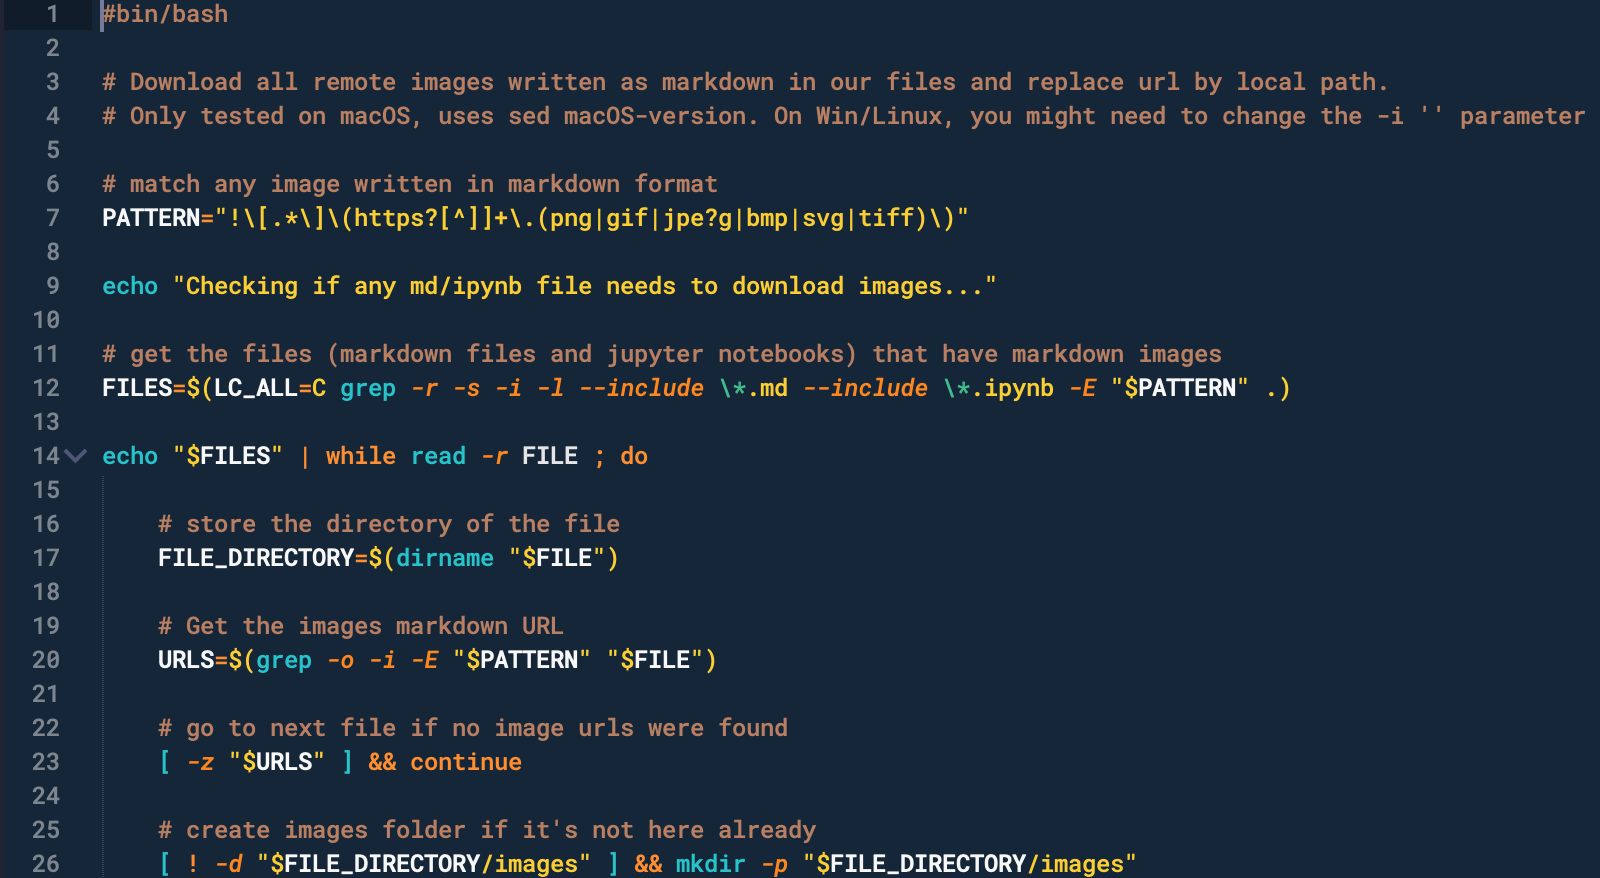 1 #bin/bash
2
3 # Download all remote images written as markdown in our files and replace url by local path.
4 # Only tested on macOS, uses sed macOS-version. On Win/Linux, you might need to change the -i '' parameter
5
6 # match any image written in markdown format
7 PATTERN="!\[.*\]\(https?[^]]+\.(png|gif|jpe?g|bmp|svg|tiff)\)"
8
9 echo "Checking if any md/ipynb file needs to download images..."
10
11 # get the files (markdown files and jupyter notebooks) that have markdown images
12 FILES=$(LC_ALL=C grep -r -s -i -l --include \*.md --include \*.ipynb -E "$PATTERN" .)
13
14 echo "$FILES" | while read -r FILE ; do
15
16     # store the directory of the file
17     FILE_DIRECTORY=$(dirname "$FILE")
18
19     # Get the images markdown URL
20     URLS=$(grep -o -i -E "$PATTERN" "$FILE")
21
22     # go to next file if no image urls were found
23     [ -z "$URLS" ] && continue
24
25     # create images folder if it's not here already
26     [ ! -d "$FILE_DIRECTORY/images" ] && mkdir -p "$FILE_DIRECTORY/images"